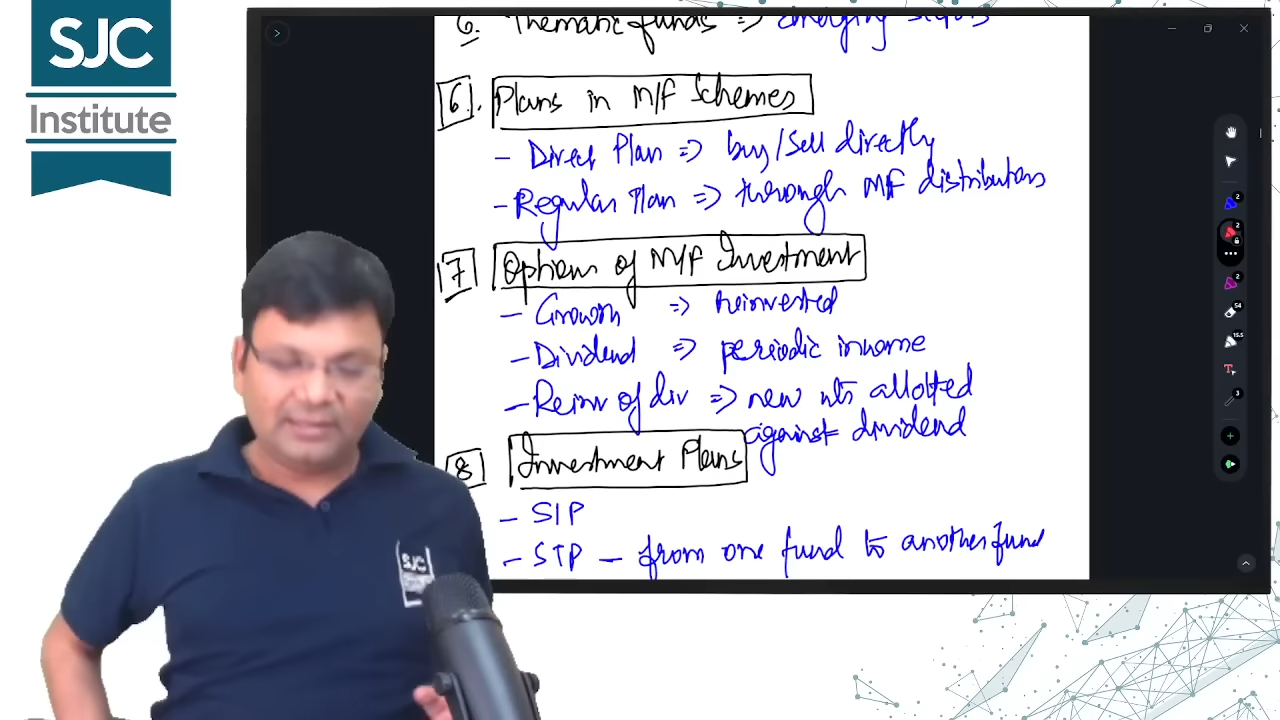 SJC
Institute
6. Thematic funds => emerging
6. Plans in M/F Schemes
- Direct Plan => buy/sell directly
- Regular Plan => through MF distributors
7 Options of M/F Investment
- Growth => reinvested
- Dividend => periodic income
- Reinv of div => new uts allotted
against dividend
8 Investment Plans
- SIP
- STP - from one fund to another fund
SJC